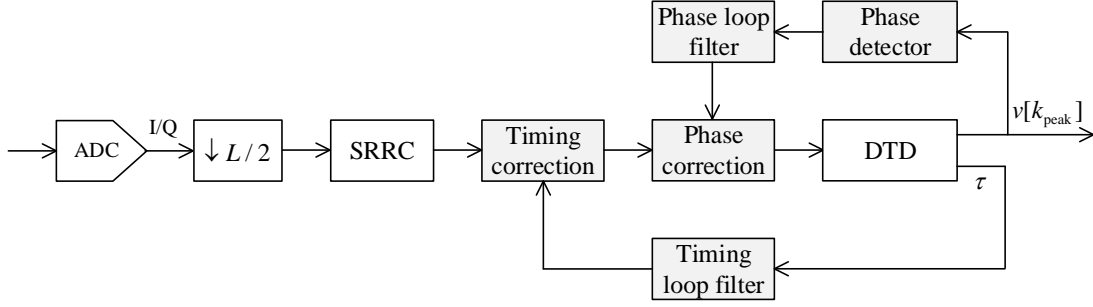 Phase loop
filter
Phase
detector
I/Q
v[k_peak]
ADC
↓ L / 2
SRRC
Timing
correction
Phase
correction
DTD
τ
Timing
loop filter